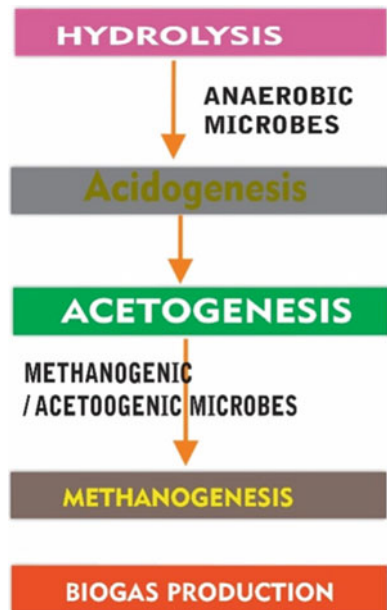 HYDROLYSIS
ANAEROBIC
MICROBES
Acidogenesis
ACETOGENESIS
METHANOGENIC
/ ACETOOGENIC MICROBES
METHANOGENESIS
BIOGAS PRODUCTION